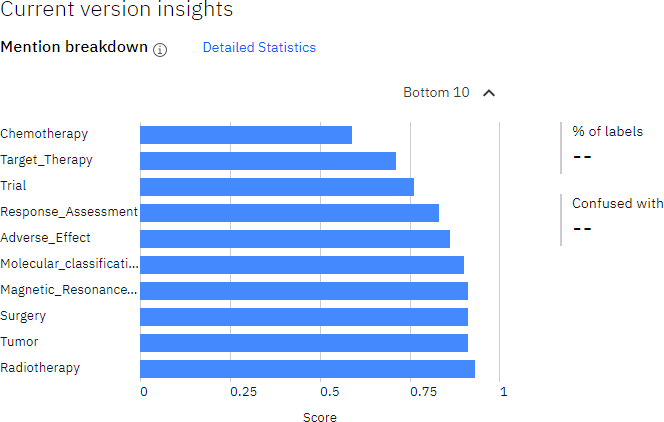 Current version insights
Mention breakdown
Detailed Statistics
Bottom 10
Chemotherapy
Target_Therapy
Trial
Response_Assessment
Adverse_Effect
Molecular_classificati...
Magnetic_Resonance...
Surgery
Tumor
Radiotherapy
0 0.25 0.5 0.75 1
Score
% of labels
--
Confused with
--